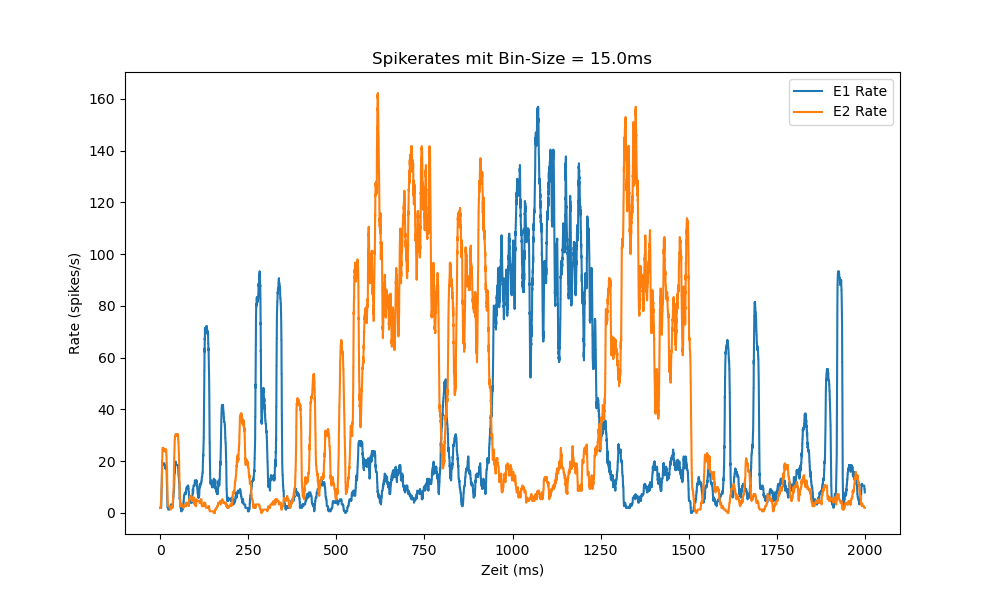 Spikerates mit Bin-Size = 15.0ms
E1 Rate
E2 Rate
Rate (spikes/s)
160
140
120
100
80
60
40
20
0
0 250 500 750 1000 1250 1500 1750 2000
Zeit (ms)